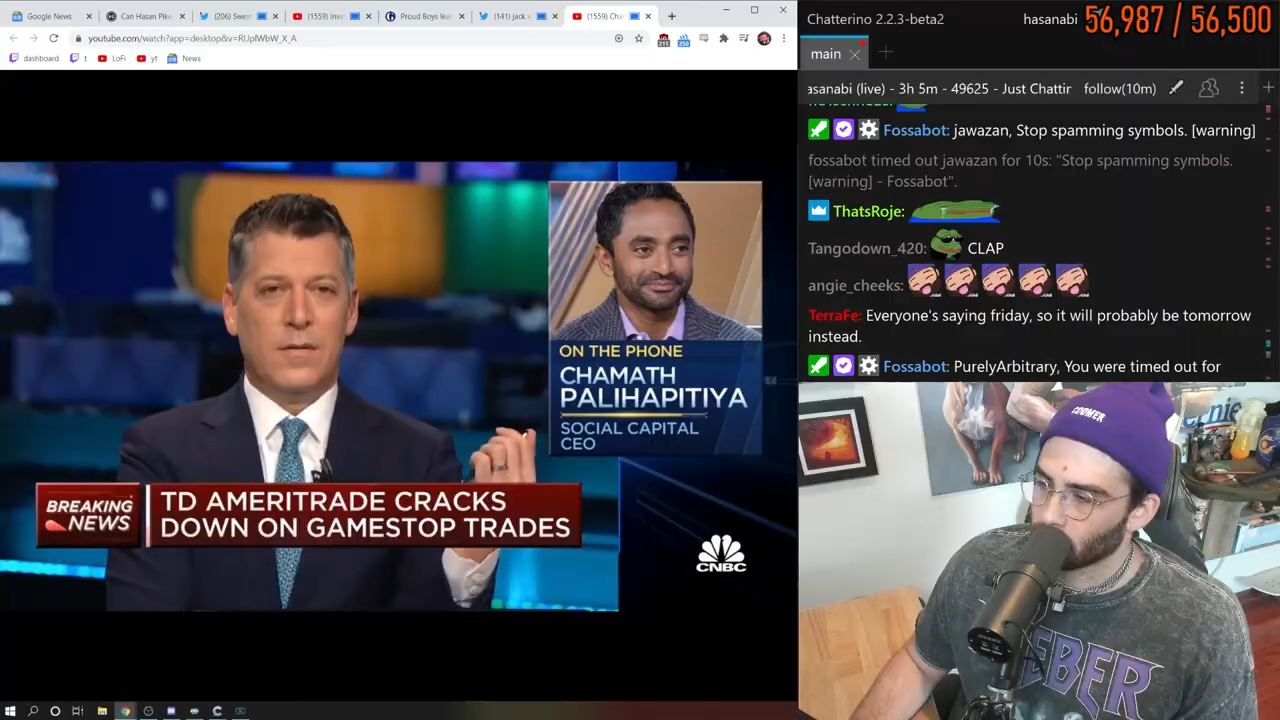 Google News
Can Hasan Pike
(206) Swee
(1559) Inve
Proud Boys lea
(141) jack
(1559) Cha
youtube.com/watch?app=desktop&v=RUplWbW_X_A
215
250
dashboard
t
LoFi
yt
News
ON THE PHONE
CHAMATH
PALIHAPITIYA
SOCIAL CAPITAL
CEO
BREAKING
NEWS
TD AMERITRADE CRACKS
DOWN ON GAMESTOP TRADES
CNBC
Chatterino 2.2.3-beta2
hasanabi
56,987 / 56,500
main
asanabi (live) - 3h 5m - 49625 - Just Chattir
follow(10m)
Fossabot: jawazan, Stop spamming symbols. [warning]
fossabot timed out jawazan for 10s: "Stop spamming symbols.
[warning] - Fossabot".
ThatsRoje:
Tangodown_420: CLAP
angie_cheeks:
TerraFe: Everyone's saying friday, so it will probably be tomorrow
instead.
Fossabot: PurelyArbitrary, You were timed out for
COOMER